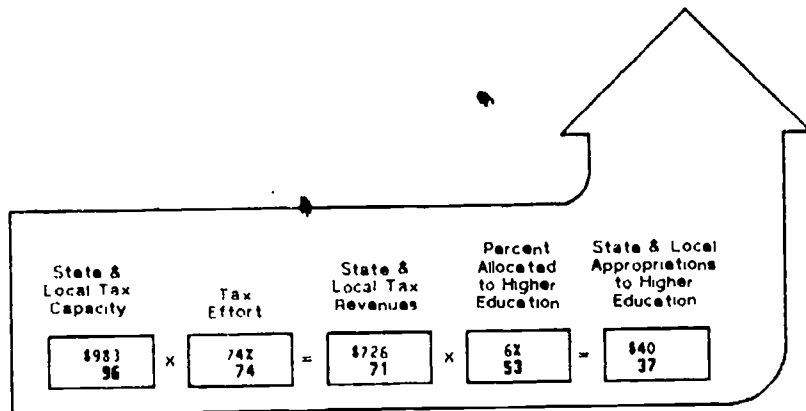 State &
Local Tax
Capacity
Tax
Effort
State &
Local Tax
Revenues
Percent
Allocated
to Higher
Education
State & Local
Appropriations
to Higher
Education
$983 × 74% = $726 × 6% = $40
96 74 71 53 37